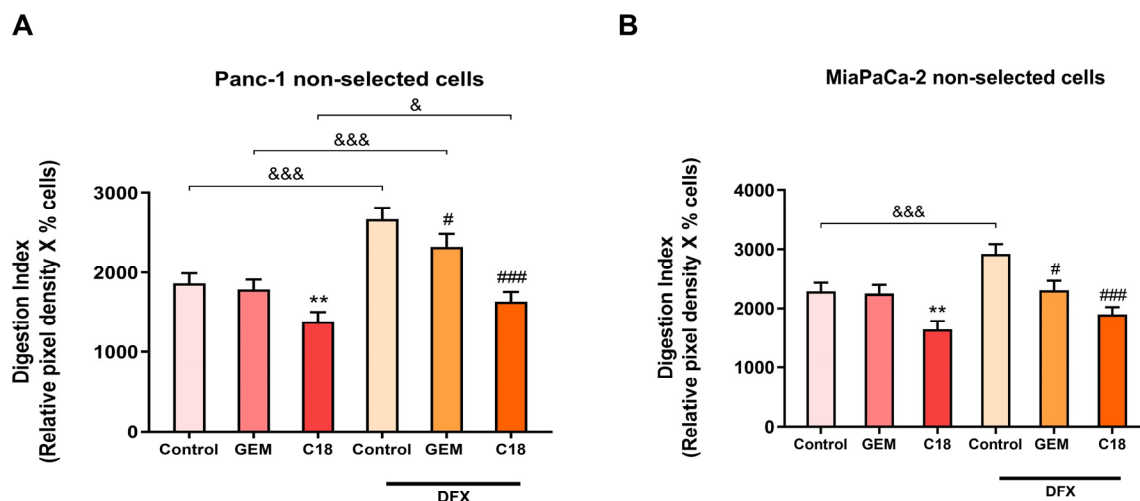 A
Panc-1 non-selected cells
&
&&&
&&&
Digestion Index
(Relative pixel density X % cells)
3000
2000
1000
0
**
#
###
Control GEM C18 Control GEM C18
DFX
B
MiaPaCa-2 non-selected cells
&&&
Digestion Index
(Relative pixel density X % cells)
4000
3000
2000
1000
0
**
#
###
Control GEM C18 Control GEM C18
DFX